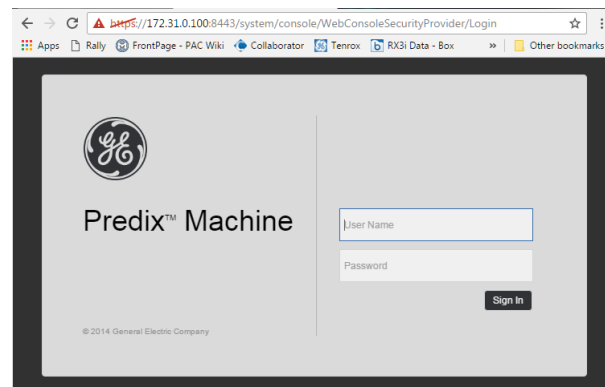 https://172.31.0.100:8443/system/console/WebConsoleSecurityProvider/Login
Apps Rally FrontPage - PAC Wiki Collaborator Tenrox RX3i Data - Box » Other bookmarks
GE
Predix™ Machine
User Name
Password
Sign In
© 2014 General Electric Company